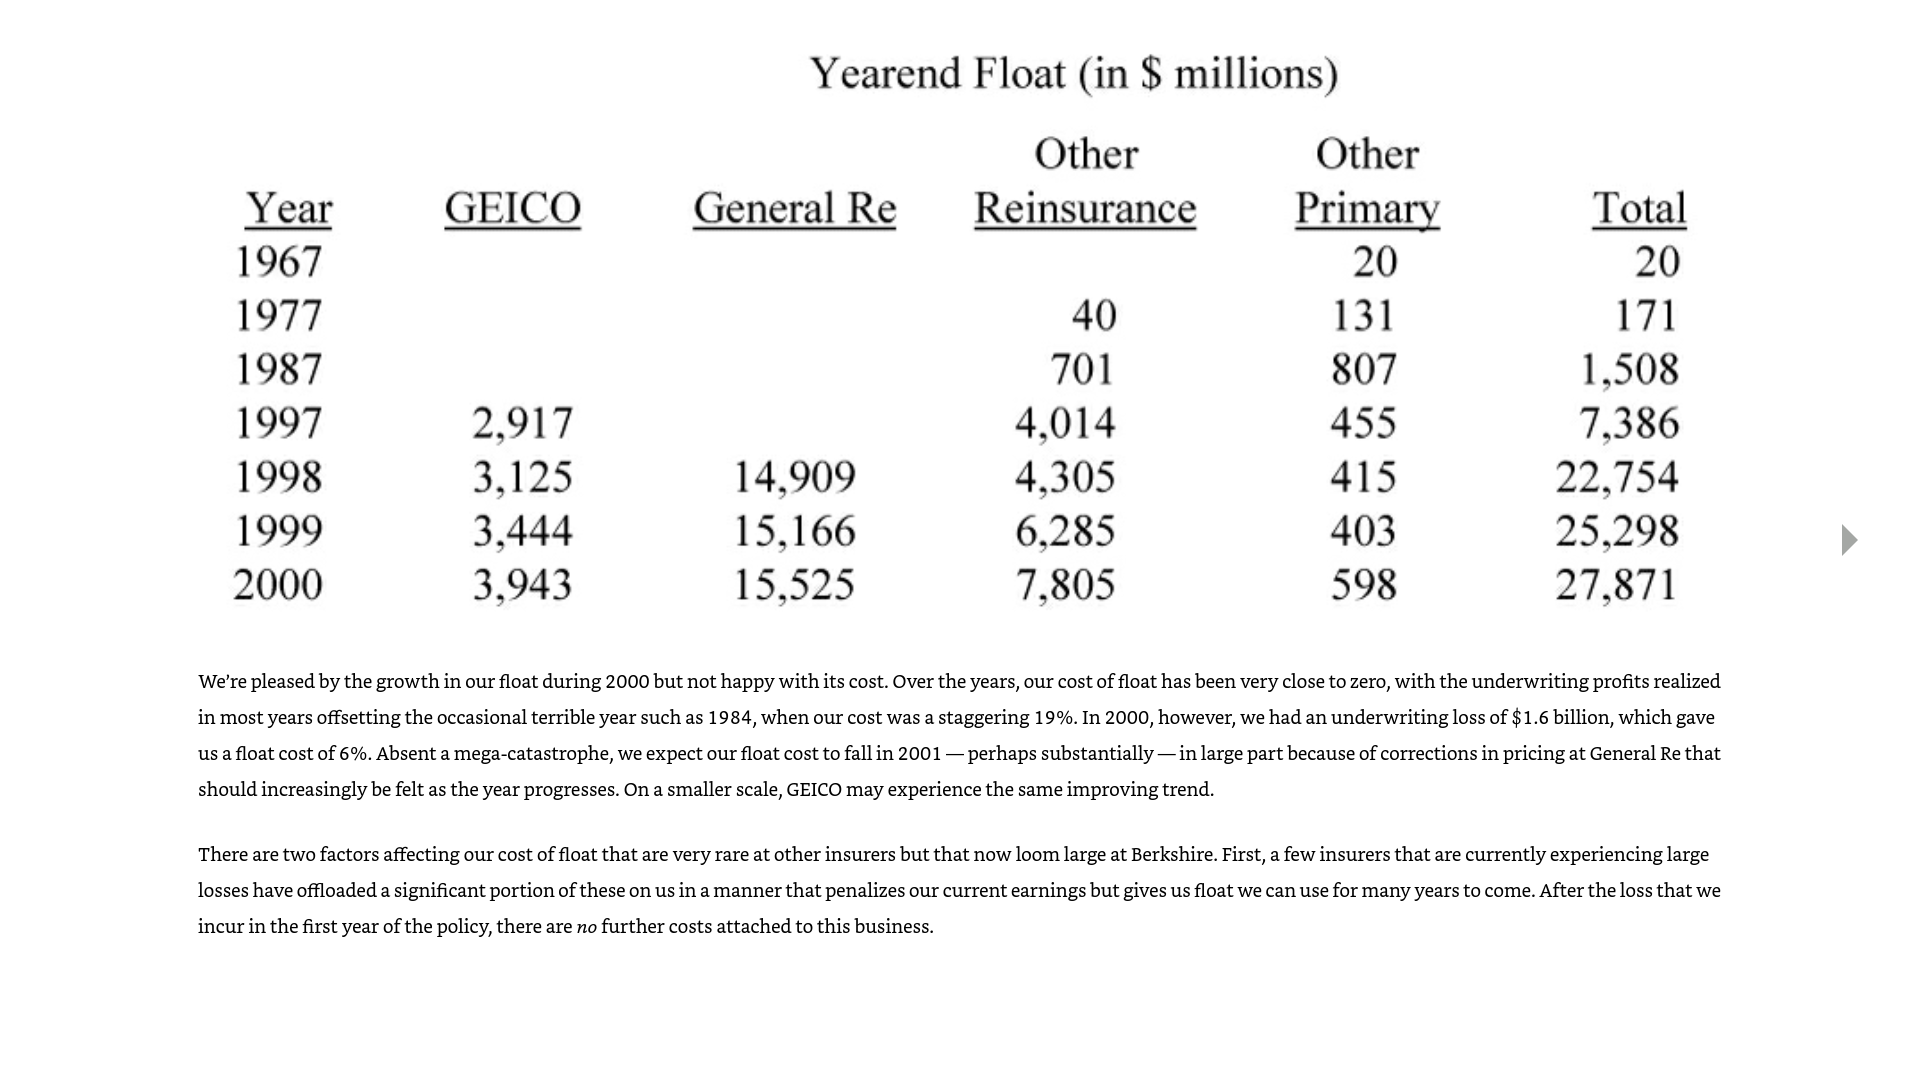 Yearend Float (in $ millions)
Other Other
Year GEICO General Re Reinsurance Primary Total
1967 20 20
1977 40 131 171
1987 701 807 1,508
1997 2,917 4,014 455 7,386
1998 3,125 14,909 4,305 415 22,754
1999 3,444 15,166 6,285 403 25,298
2000 3,943 15,525 7,805 598 27,871
We’re pleased by the growth in our float during 2000 but not happy with its cost. Over the years, our cost of float has been very close to zero, with the underwriting profits realized
in most years offsetting the occasional terrible year such as 1984, when our cost was a staggering 19%. In 2000, however, we had an underwriting loss of $1.6 billion, which gave
us a float cost of 6%. Absent a mega-catastrophe, we expect our float cost to fall in 2001 — perhaps substantially — in large part because of corrections in pricing at General Re that
should increasingly be felt as the year progresses. On a smaller scale, GEICO may experience the same improving trend.
There are two factors affecting our cost of float that are very rare at other insurers but that now loom large at Berkshire. First, a few insurers that are currently experiencing large
losses have offloaded a significant portion of these on us in a manner that penalizes our current earnings but gives us float we can use for many years to come. After the loss that we
incur in the first year of the policy, there are no further costs attached to this business.